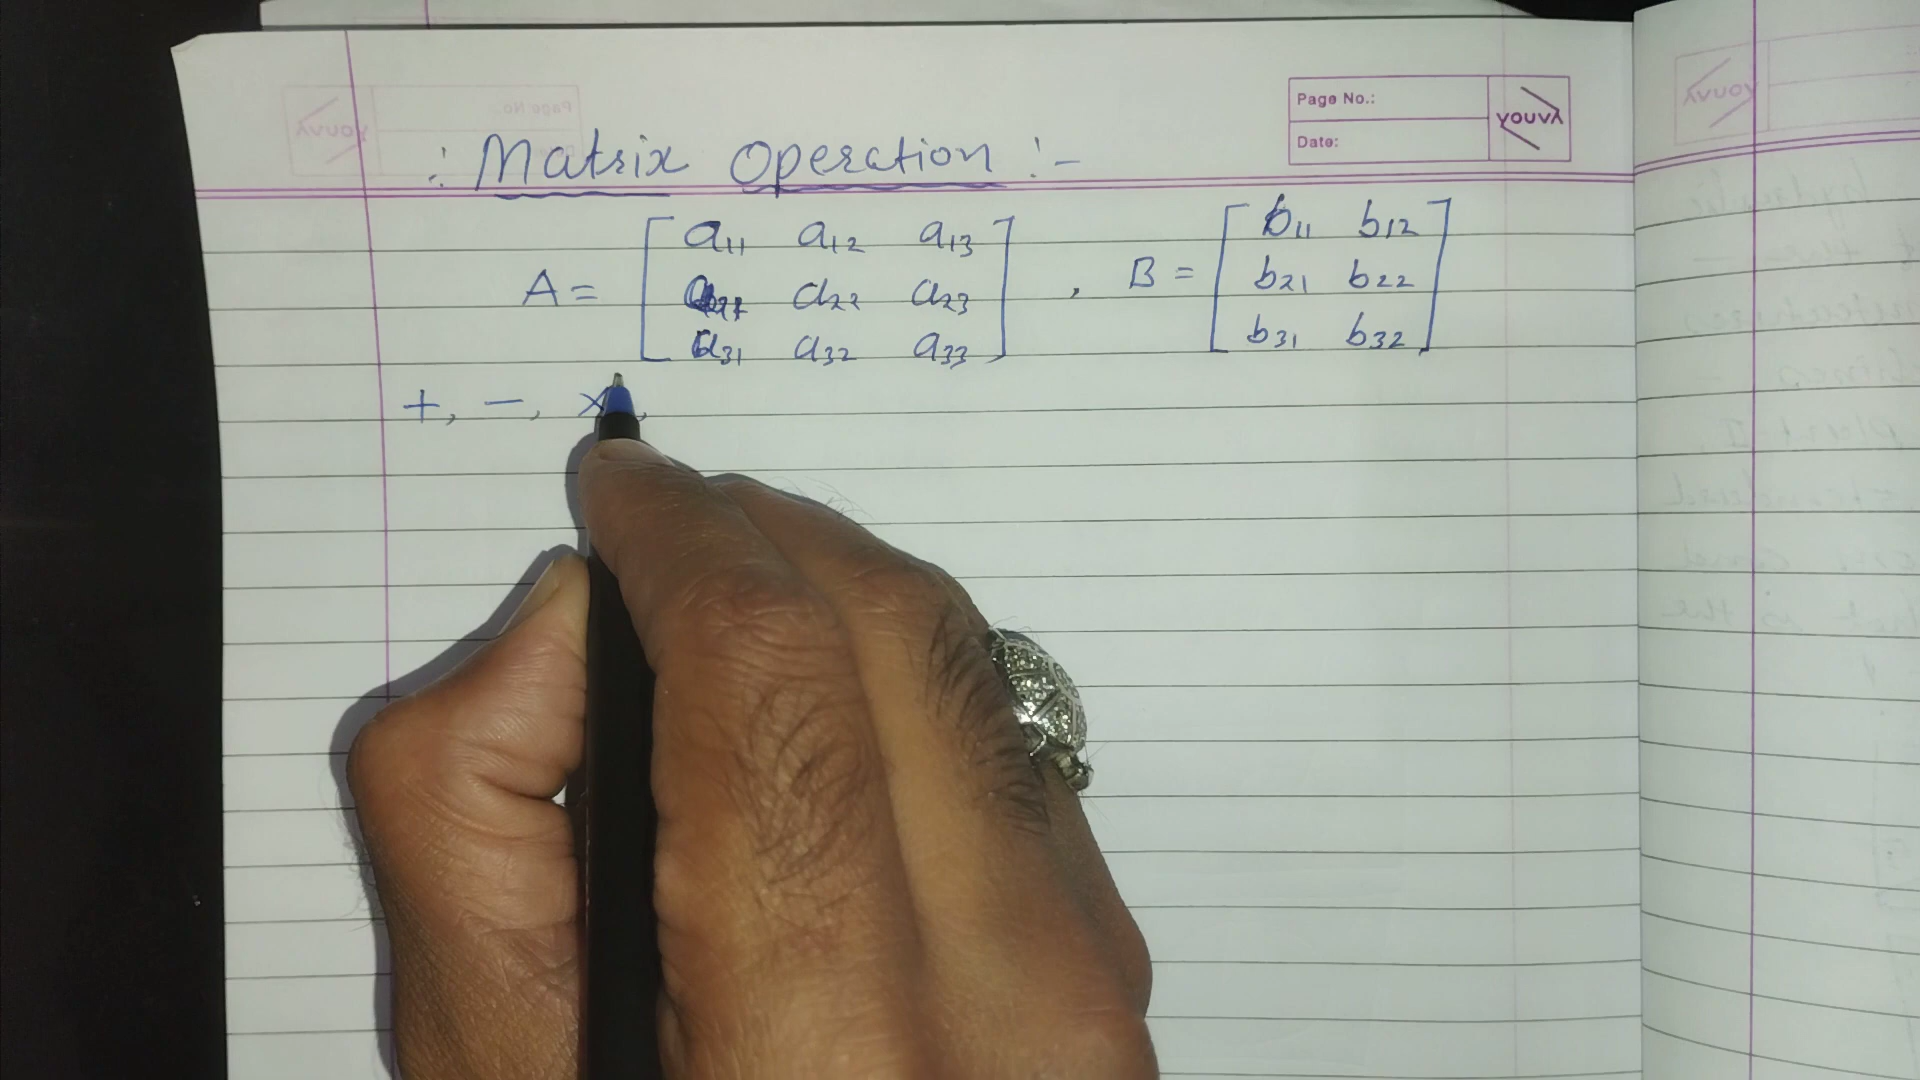 Page No.:
Date:
youva
: Matrix Operation :-
A = [ a11 a12 a13
a21 a22 a23
a31 a32 a33 ] , B = [ b11 b12
b21 b22
b31 b32 ]
+, -, ×,